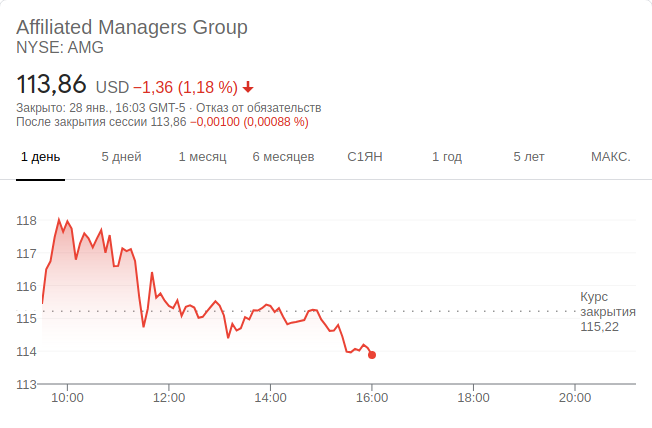 Affiliated Managers Group
NYSE: AMG
113,86 USD −1,36 (1,18 %)
Закрыто: 28 янв., 16:03 GMT-5 · Отказ от обязательств
После закрытия сессии 113,86 −0,00100 (0,00088 %)
1 день 5 дней 1 месяц 6 месяцев С1ЯН 1 год 5 лет МАКС.
118
117
116
Курс
закрытия
115
115,22
114
113
10:00 12:00 14:00 16:00 18:00 20:00